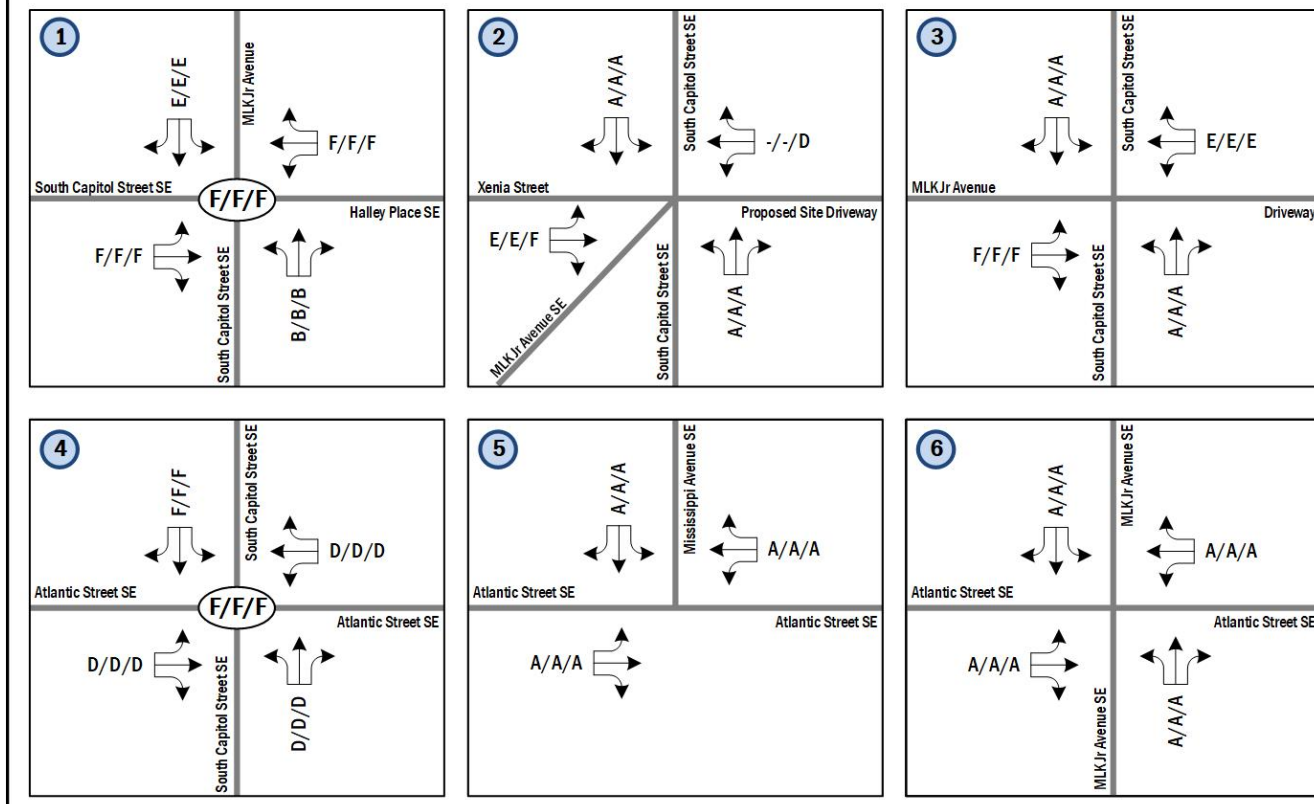 1
MLKJr Avenue
E/E/E
F/F/F
South Capitol Street SE
F/F/F
Halley Place SE
F/F/F
South Capitol Street SE
B/B/B
2
South Capitol Street SE
A/A/A
-/-/D
Xenia Street
Proposed Site Driveway
E/E/F
MLKJr Avenue SE
South Capitol Street SE
A/A/A
3
South Capitol Street SE
A/A/A
E/E/E
MLKJr Avenue
Driveway
F/F/F
South Capitol Street SE
A/A/A
4
South Capitol Street SE
F/F/F
D/D/D
Atlantic Street SE
F/F/F
Atlantic Street SE
D/D/D
South Capitol Street SE
D/D/D
5
Mississippi Avenue SE
A/A/A
A/A/A
Atlantic Street SE
Atlantic Street SE
A/A/A
6
MLKJr Avenue SE
A/A/A
A/A/A
Atlantic Street SE
Atlantic Street SE
A/A/A
MLKJr Avenue SE
A/A/A